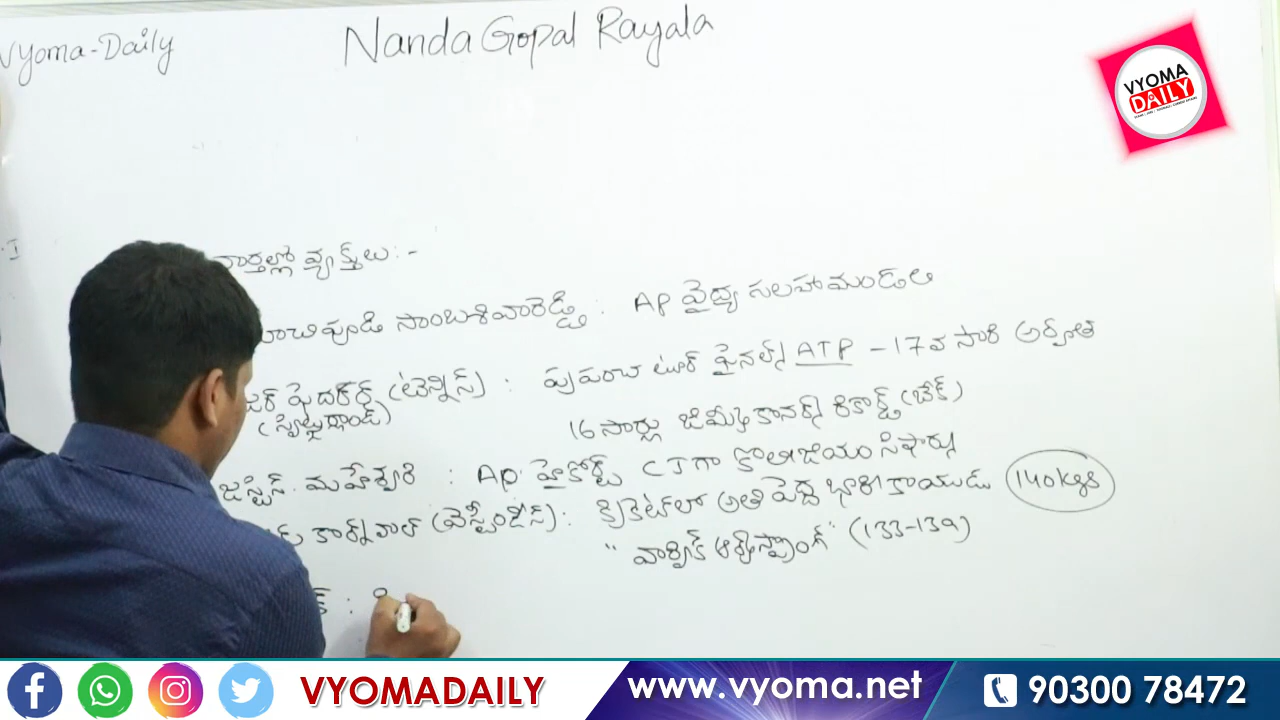 Vyoma-Daily
Nanda Gopal Rayala
VYOMA
DAILY
వార్తల్లో వ్యక్తులు:-
సాంబశివారెడ్డి : AP వైద్య సలహామండలి
ఫెదరర్ (టెన్నిస్) : పురపంచ టూర్ ఫైనల్స్ ATP - 17వ సారి అర్హత
(స్విట్జర్లాండ్)
16 సార్లు జిమ్మీ కానర్స్ రికార్డ్ (బ్రేక్)
జస్టిస్. మహేశ్వరి : AP. హైకోర్ట్ CJగా కొలీజియం సిఫార్సు
కార్న్‌వాల్ (వెస్టిండీస్) : క్రికెట్‌లో అతిపెద్ద భారీకాయుడు 140kgs
"వార్విక్ ఆర్మ్‌స్ట్రాంగ్" (133-139)
VYOMADAILY
www.vyoma.net
90300 78472